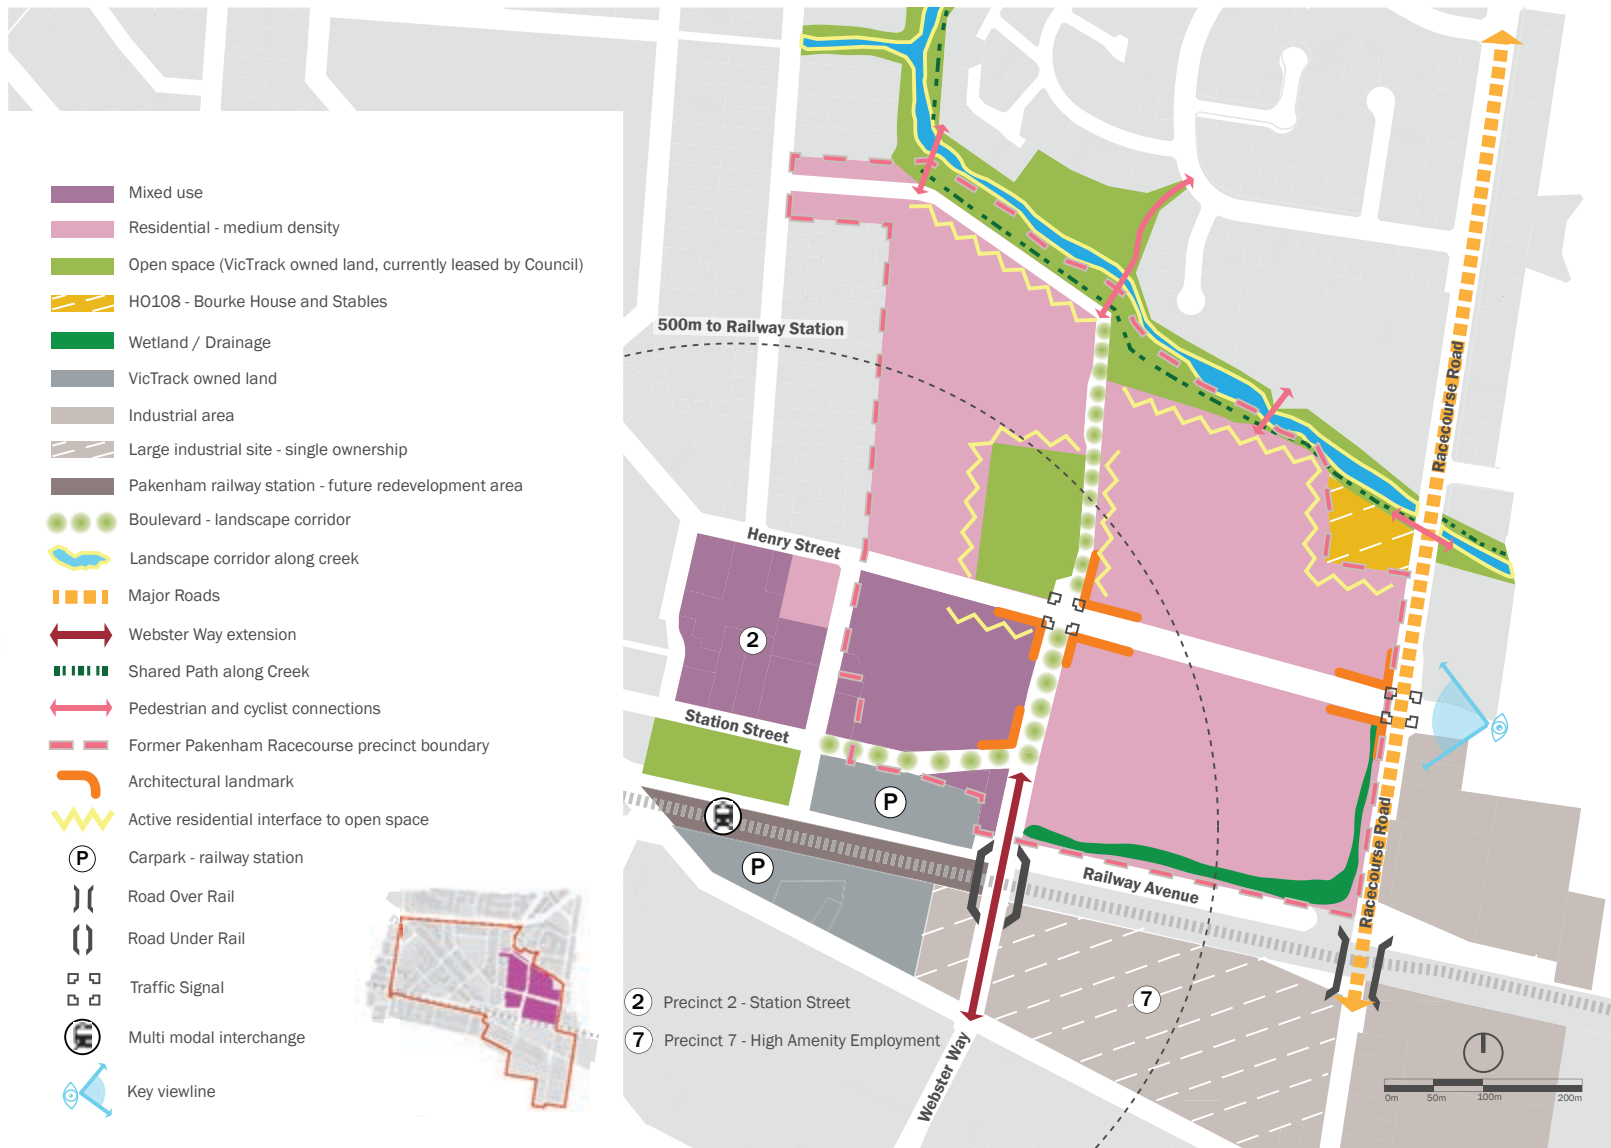 Mixed use
Residential - medium density
Open space (VicTrack owned land, currently leased by Council)
HO108 - Bourke House and Stables
Wetland / Drainage
VicTrack owned land
Industrial area
Large industrial site - single ownership
Pakenham railway station - future redevelopment area
Boulevard - landscape corridor
Landscape corridor along creek
Major Roads
Webster Way extension
Shared Path along Creek
Pedestrian and cyclist connections
Former Pakenham Racecourse precinct boundary
Architectural landmark
Active residential interface to open space
P
Carpark - railway station
Road Over Rail
Road Under Rail
Traffic Signal
Multi modal interchange
Key viewline
500m to Railway Station
Racecourse Road
Henry Street
2
Station Street
P
P
Railway Avenue
Racecourse Road
7
2 Precinct 2 - Station Street
7 Precinct 7 - High Amenity Employment
Webster Way
0m 50m 100m 200m